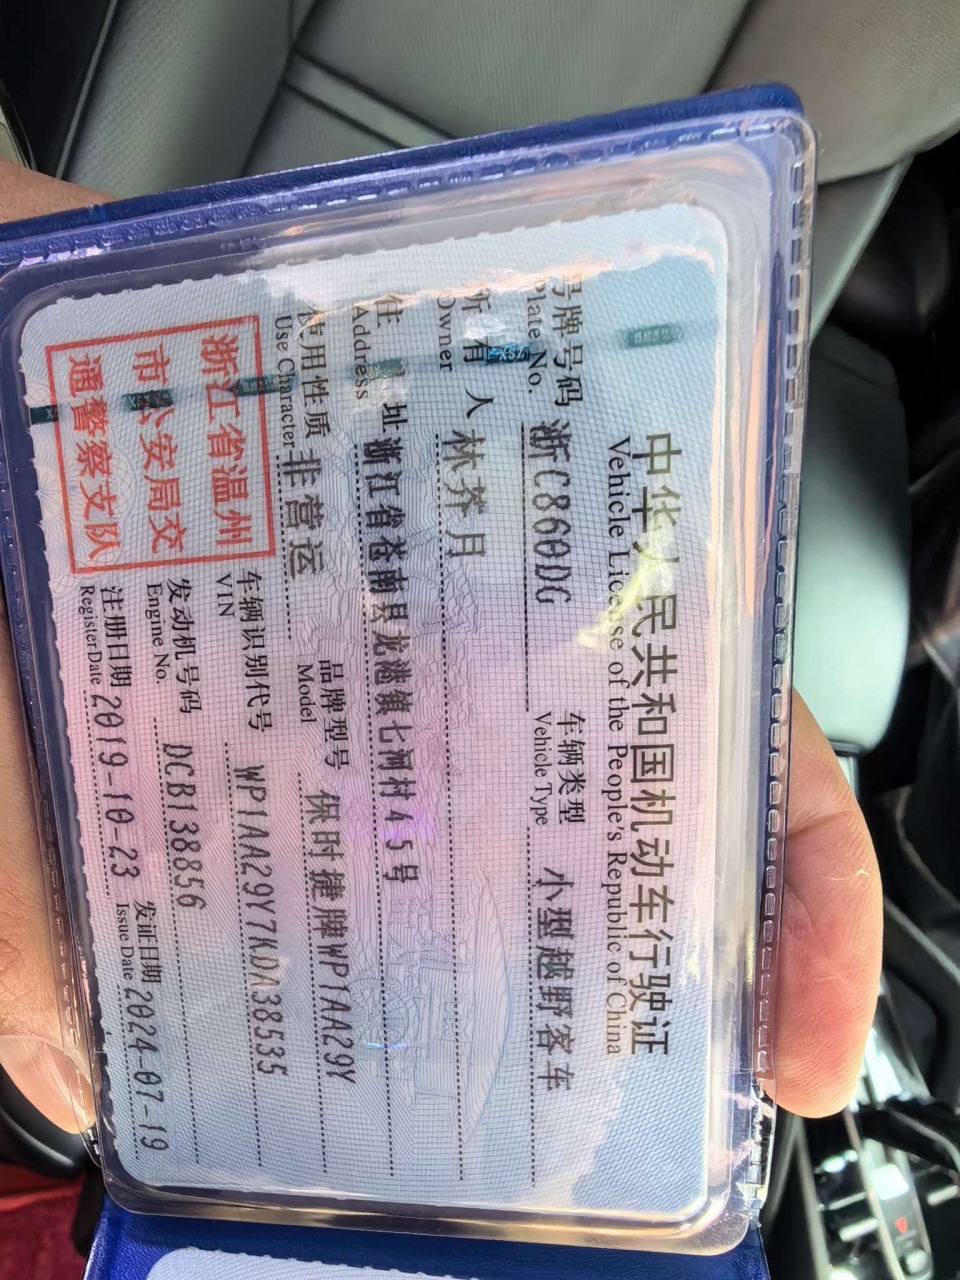 中华人民共和国机动车行驶证
Vehicle License of the People's Republic of China
号牌号码 浙C860DG 车辆类型 小型越野客车
Plate No. Vehicle Type
所有人 林荞月
Owner
住址 浙江省苍南县龙港镇七河村45号
Address
使用性质 非营运 品牌型号 保时捷牌WP1AA29Y
Use Character Model
浙江省温州
市公安局交
通警察支队
车辆识别代号 WP1AA29Y7KDA38535
VIN
发动机号码 DCB138856
Engine No.
注册日期 2019-10-23 发证日期 2024-07-19
Register Date Issue Date